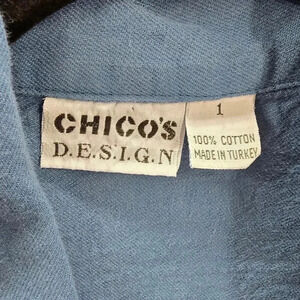 CHICO'S
D.E.S.I.G.N
1
100% COTTON
MADE IN TURKEY